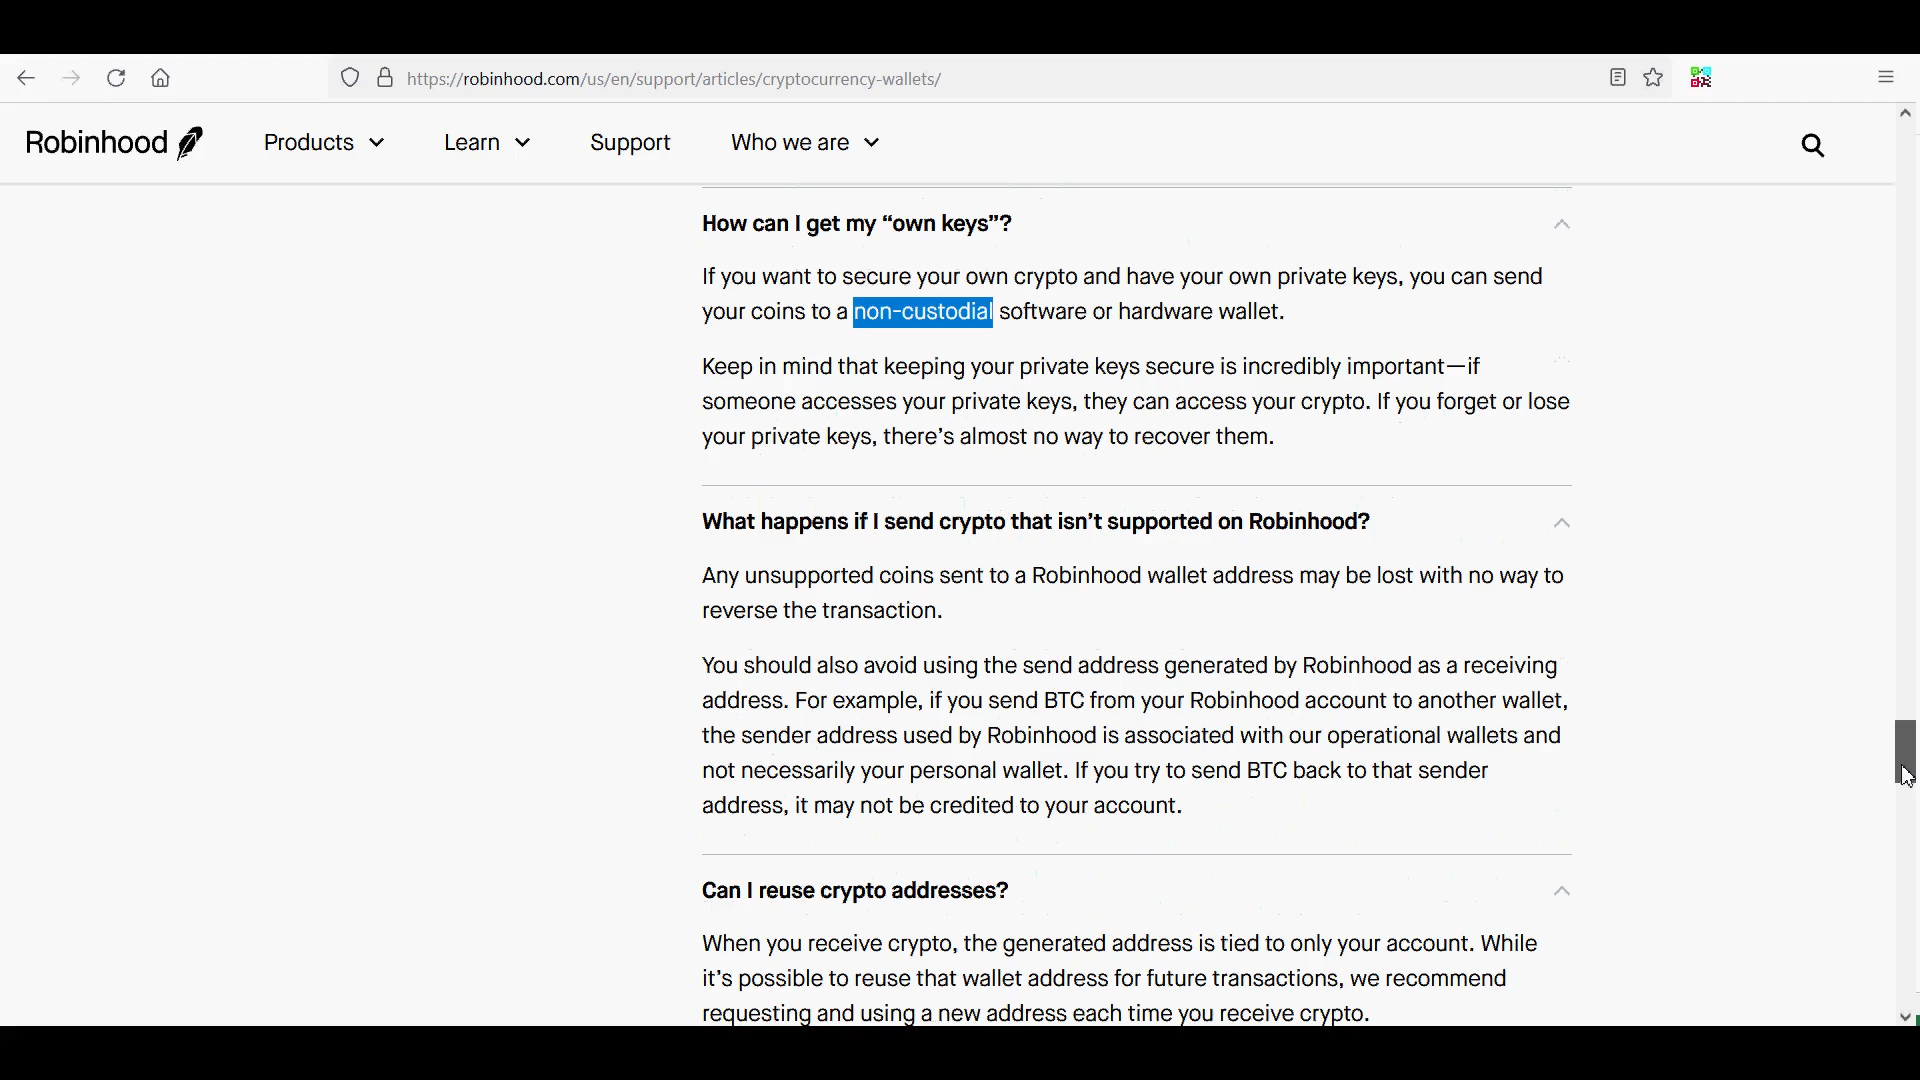 https://robinhood.com/us/en/support/articles/cryptocurrency-wallets/
Robinhood Products Learn Support Who we are
How can I get my “own keys”?
If you want to secure your own crypto and have your own private keys, you can send
your coins to a non-custodial software or hardware wallet.
Keep in mind that keeping your private keys secure is incredibly important—if
someone accesses your private keys, they can access your crypto. If you forget or lose
your private keys, there’s almost no way to recover them.
What happens if I send crypto that isn’t supported on Robinhood?
Any unsupported coins sent to a Robinhood wallet address may be lost with no way to
reverse the transaction.
You should also avoid using the send address generated by Robinhood as a receiving
address. For example, if you send BTC from your Robinhood account to another wallet,
the sender address used by Robinhood is associated with our operational wallets and
not necessarily your personal wallet. If you try to send BTC back to that sender
address, it may not be credited to your account.
Can I reuse crypto addresses?
When you receive crypto, the generated address is tied to only your account. While
it’s possible to reuse that wallet address for future transactions, we recommend
requesting and using a new address each time you receive crypto.